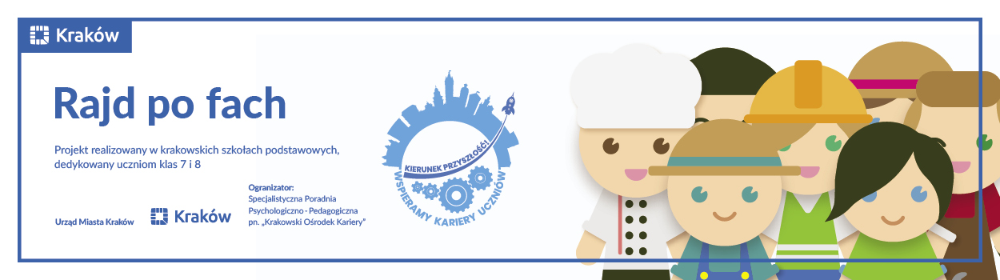 Kraków
Rajd po fach
Projekt realizowany w krakowskich szkołach podstawowych,
dedykowany uczniom klas 7 i 8
Urząd Miasta Kraków
Kraków
Ogranizator:
Specjalistyczna Poradnia
Psychologiczno-Pedagogiczna
pn. „Krakowski Ośrodek Kariery”
KIERUNEK PRZYSZŁOŚĆ!
WSPIERAMY KARIERY UCZNIÓW